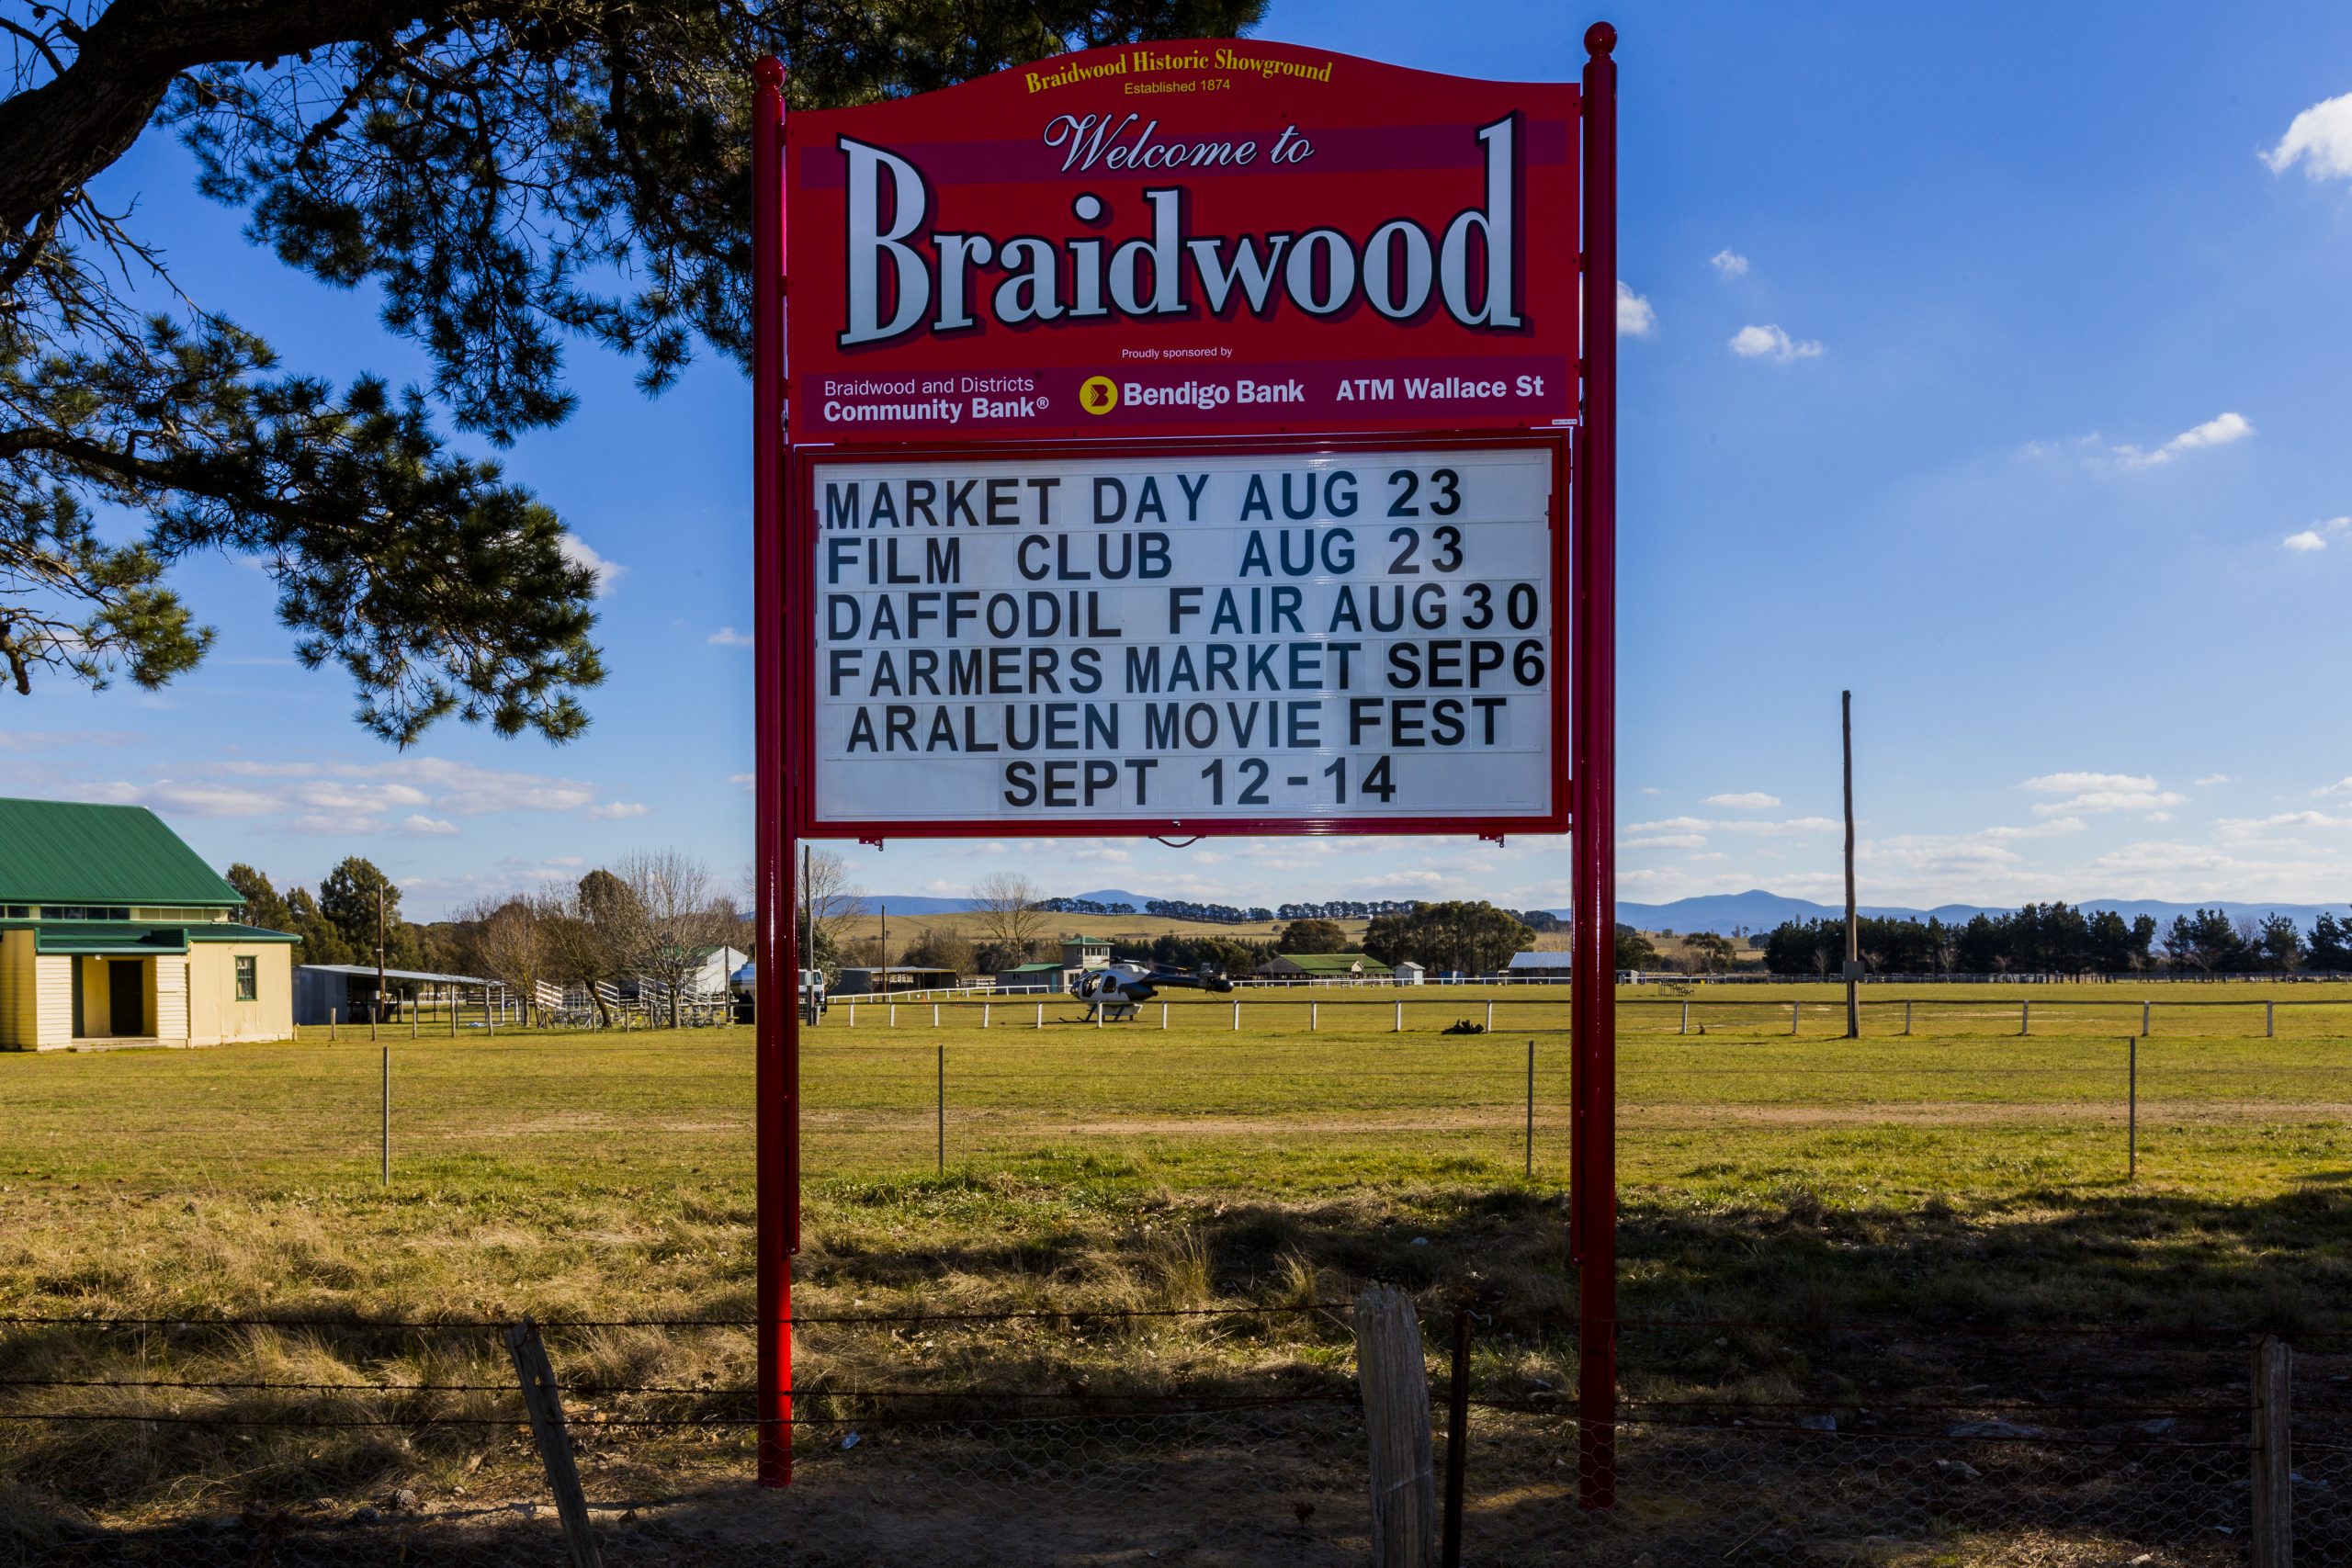 Braidwood Historic Showground
Established 1874
Welcome to
Braidwood
Proudly sponsored by
Braidwood and Districts
Community Bank®
Bendigo Bank
ATM Wallace St
MARKET DAY AUG 23
FILM CLUB AUG 23
DAFFODIL FAIR AUG 30
FARMERS MARKET SEP 6
ARALUEN MOVIE FEST
SEPT 12-14